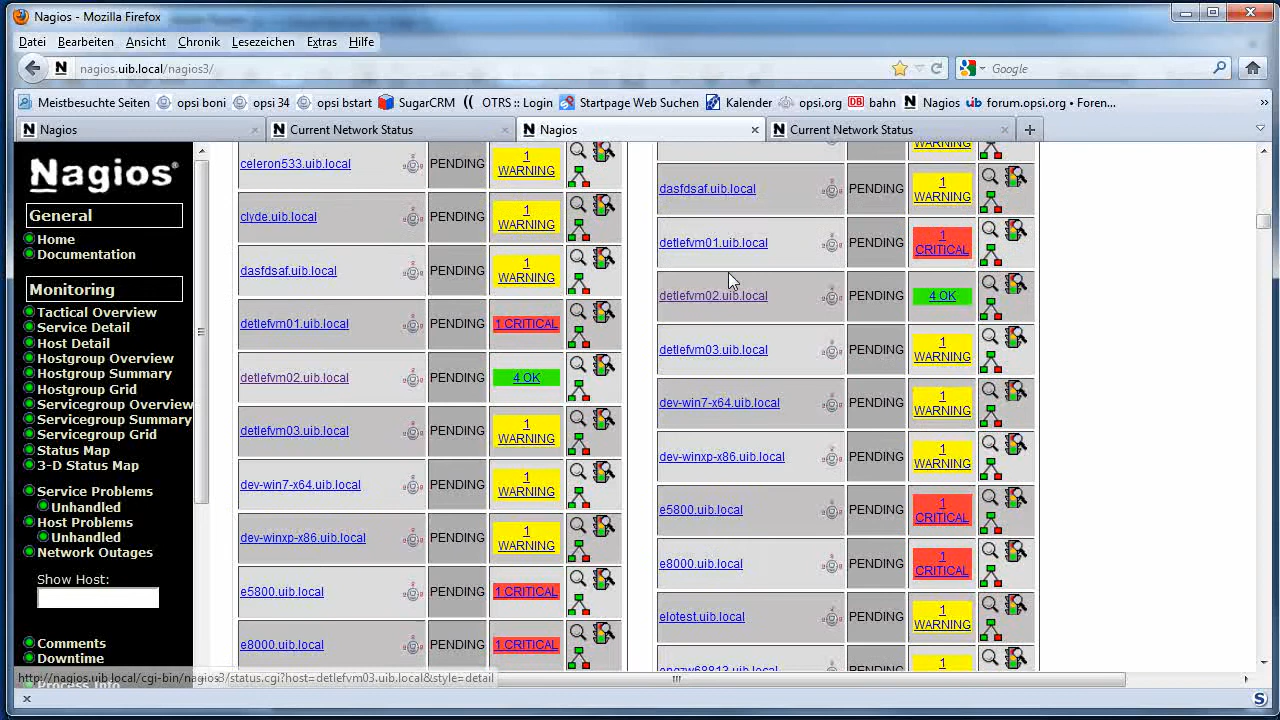 Nagios - Mozilla Firefox
Datei Bearbeiten Ansicht Chronik Lesezeichen Extras Hilfe
nagios.uib.local/nagios3/
Google
Meistbesuchte Seiten opsi boni opsi 34 opsi bstart SugarCRM OTRS :: Login Startpage Web Suchen Kalender opsi.org bahn Nagios forum.opsi.org • Foren...
Nagios Current Network Status Nagios Current Network Status
Nagios®
General
Home
Documentation
Monitoring
Tactical Overview
Service Detail
Host Detail
Hostgroup Overview
Hostgroup Summary
Hostgroup Grid
Servicegroup Overview
Servicegroup Summary
Servicegroup Grid
Status Map
3-D Status Map
Service Problems
Unhandled
Host Problems
Unhandled
Network Outages
Show Host:
Comments
Downtime
Process Info
celeron533.uib.local PENDING 1 WARNING
clyde.uib.local PENDING 1 WARNING
dasfdsaf.uib.local PENDING 1 WARNING
detlefvm01.uib.local PENDING 1 CRITICAL
detlefvm02.uib.local PENDING 4 OK
detlefvm03.uib.local PENDING 1 WARNING
dev-win7-x64.uib.local PENDING 1 WARNING
dev-winxp-x86.uib.local PENDING 1 WARNING
e5800.uib.local PENDING 1 CRITICAL
e8000.uib.local PENDING 1 CRITICAL
WARNING
dasfdsaf.uib.local PENDING 1 WARNING
detlefvm01.uib.local PENDING 1 CRITICAL
detlefvm02.uib.local PENDING 4 OK
detlefvm03.uib.local PENDING 1 WARNING
dev-win7-x64.uib.local PENDING 1 WARNING
dev-winxp-x86.uib.local PENDING 1 WARNING
e5800.uib.local PENDING 1 CRITICAL
e8000.uib.local PENDING 1 CRITICAL
elotest.uib.local PENDING 1 WARNING
1
http://nagios.uib.local/cgi-bin/nagios3/status.cgi?host=detlefvm03.uib.local&style=detail